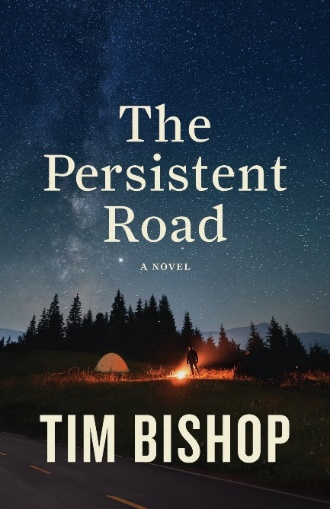 The
Persistent
Road
A NOVEL
TIM BISHOP